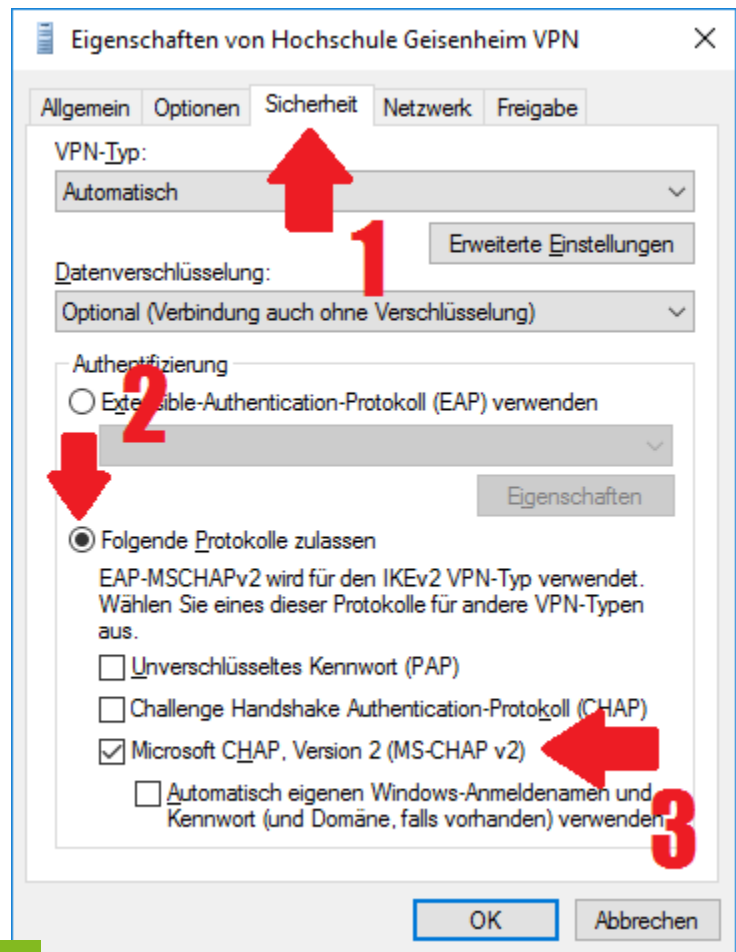 Eigenschaften von Hochschule Geisenheim VPN
Allgemein Optionen Sicherheit Netzwerk Freigabe
VPN-Typ:
Automatisch
1
Erweiterte Einstellungen
Datenverschlüsselung:
Optional (Verbindung auch ohne Verschlüsselung)
Authentifizierung
2
Extensible-Authentication-Protokoll (EAP) verwenden
Eigenschaften
Folgende Protokolle zulassen
EAP-MSCHAPv2 wird für den IKEv2 VPN-Typ verwendet.
Wählen Sie eines dieser Protokolle für andere VPN-Typen
aus.
Unverschlüsseltes Kennwort (PAP)
Challenge Handshake Authentication-Protokoll (CHAP)
Microsoft CHAP, Version 2 (MS-CHAP v2)
Automatisch eigenen Windows-Anmeldenamen und
Kennwort (und Domäne, falls vorhanden) verwenden
3
OK Abbrechen